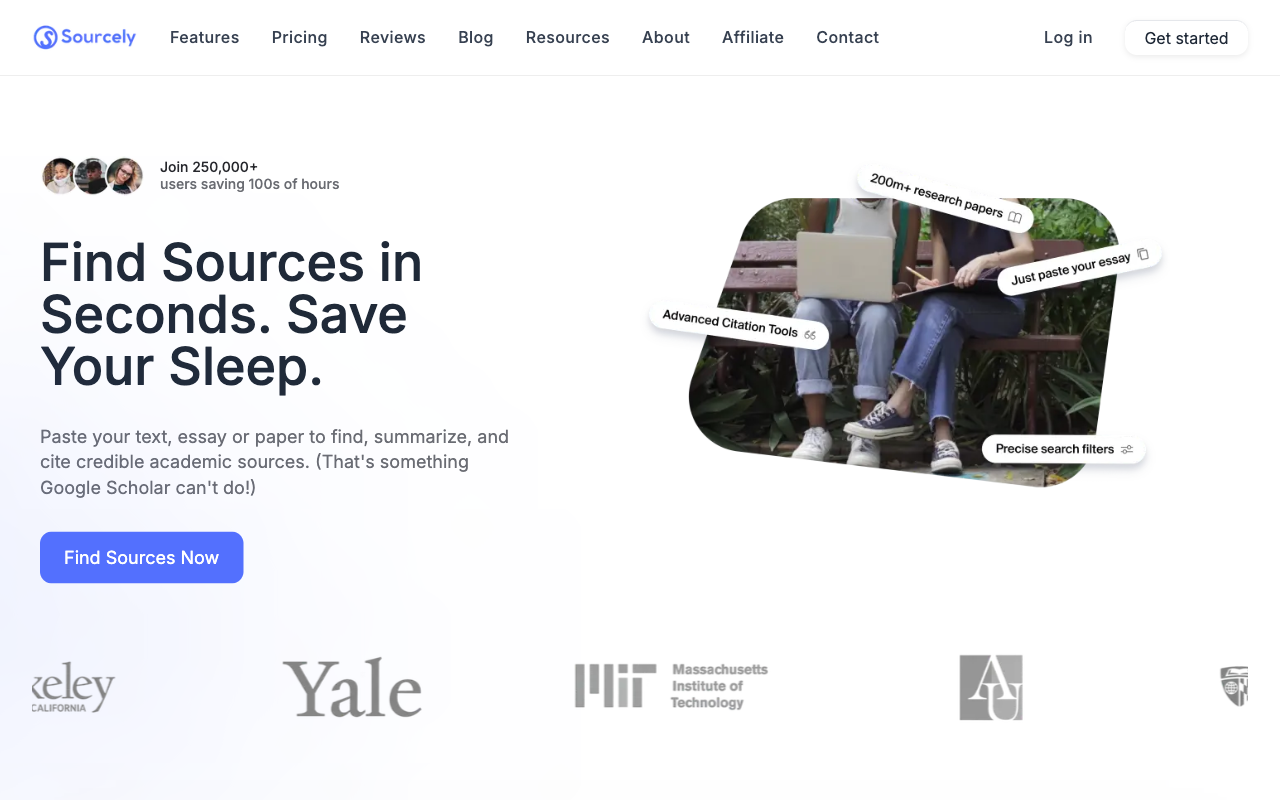 Sourcely
Features
Pricing
Reviews
Blog
Resources
About
Affiliate
Contact
Log in
Get started
Join 250,000+
users saving 100s of hours
Find Sources in
Seconds. Save
Your Sleep.
Paste your text, essay or paper to find, summarize, and
cite credible academic sources. (That's something
Google Scholar can't do!)
Find Sources Now
200m+ research papers
Just paste your essay
Advanced Citation Tools
Precise search filters
keley
CALIFORNIA
Yale
MIT
Massachusetts
Institute of
Technology
AU